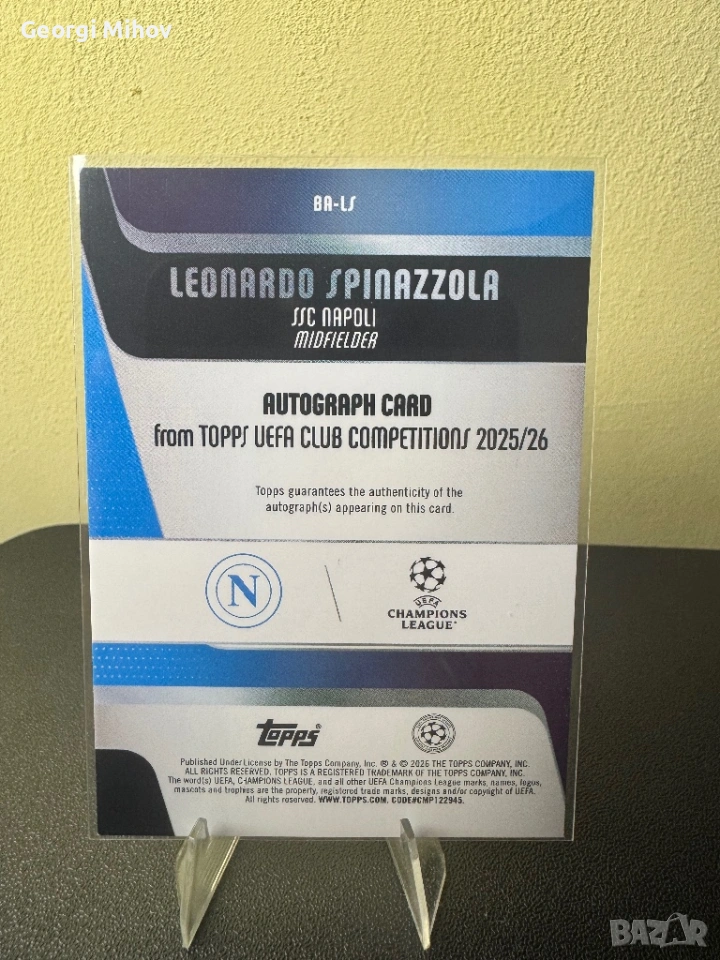 Georgi Mihov
BA-LS
LEONARDO SPINAZZOLA
SSC NAPOLI
MIDFIELDER
AUTOGRAPH CARD
from TOPPS UEFA CLUB COMPETITIONS 2025/26
Topps guarantees the authenticity of the
autograph(s) appearing on this card.
N
UEFA
CHAMPIONS
LEAGUE
topps®
Published Under License by The Topps Company, Inc. ® & © 2026 THE TOPPS COMPANY, INC.
ALL RIGHTS RESERVED. TOPPS IS A REGISTERED TRADEMARK OF THE TOPPS COMPANY, INC.
The word(s) UEFA, CHAMPIONS LEAGUE, and all other UEFA Champions League marks, names, logos,
mascots and trophies are the property, registered trade marks, designs and/or copyright of UEFA.
All rights reserved. WWW.TOPPS.COM. CODE#CMP122945.
BAZAR